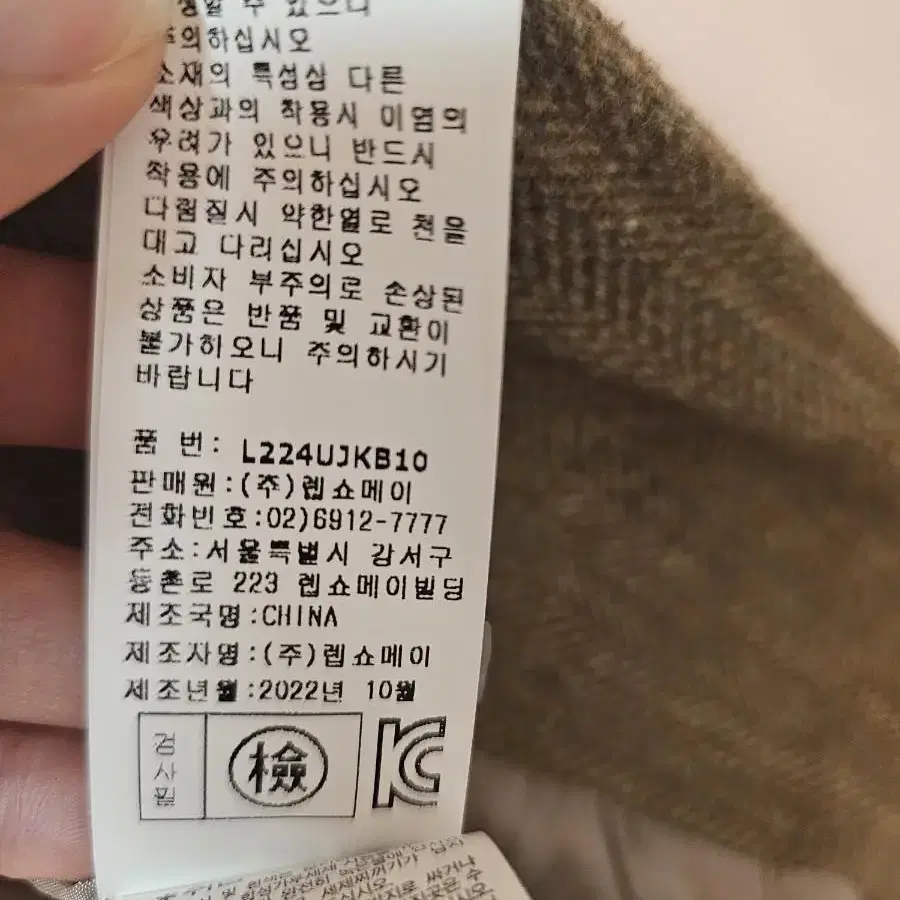 수 있으니
주의하십시오
소재의 특성상 다른
색상과의 착용시 이염의
우려가 있으니 반드시
착용에 주의하십시오
다림질시 약한열로 천을
대고 다리십시오
소비자 부주의로 손상된
상품은 반품 및 교환이
불가하오니 주의하시기
바랍니다
품 번: L224UJKB10
판매원:(주)렙쇼메이
전화번호:02)6912-7777
주소:서울특별시 강서구
등촌로 223 렙쇼메이빌딩
제조국명:CHINA
제조자명:(주)렙쇼메이
제조년월:2022년 10월
검사필
檢
KC